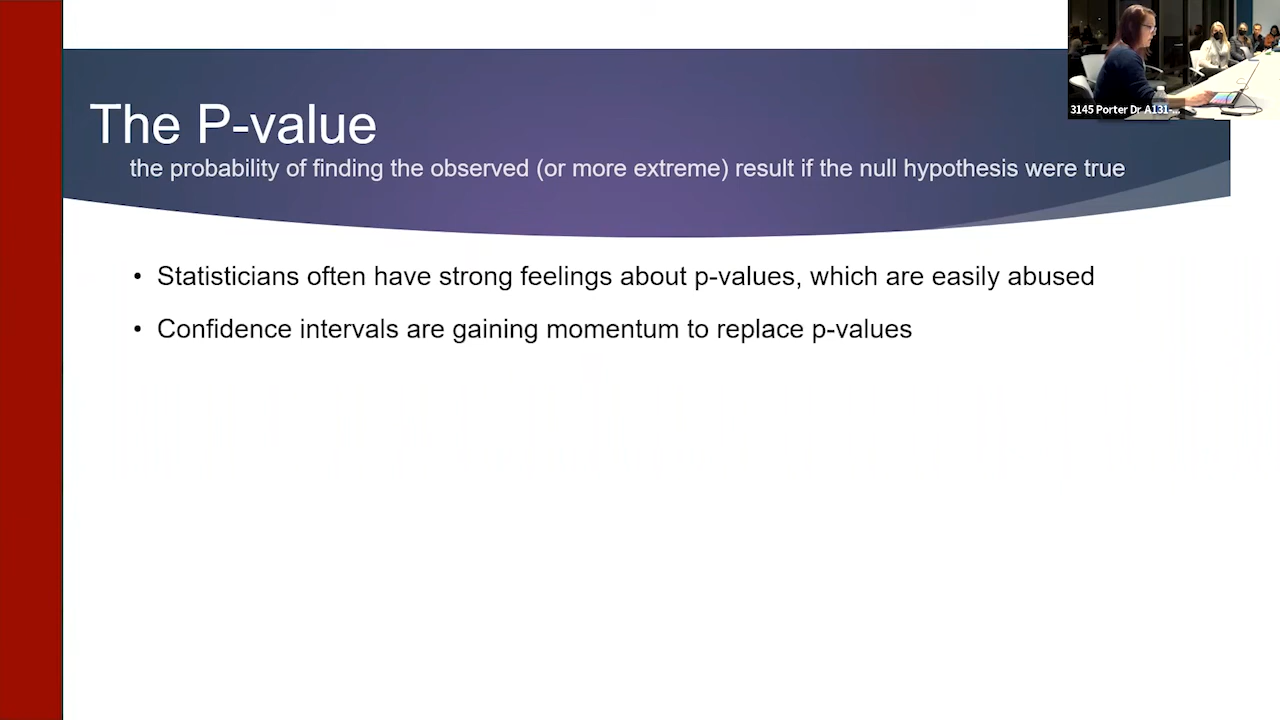 The P-value
the probability of finding the observed (or more extreme) result if the null hypothesis were true
• Statisticians often have strong feelings about p-values, which are easily abused
• Confidence intervals are gaining momentum to replace p-values
3145 Porter Dr A131-...